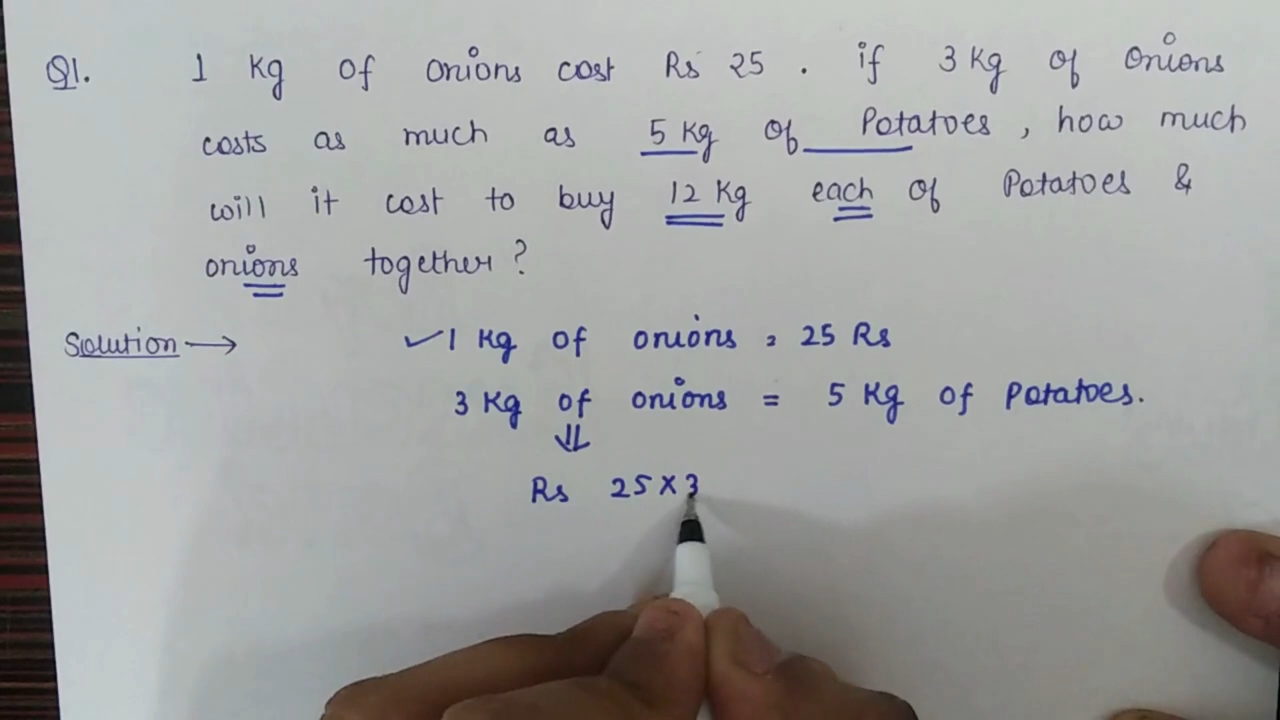 Q1. 1 Kg of onions cost Rs 25 . if 3 Kg of onions
costs as much as 5 Kg of Potatoes , how much
will it cost to buy 12 Kg each of Potatoes &
onions together ?
Solution → ✓1 Kg of onions = 25 Rs
3 Kg of onions = 5 Kg of Potatoes.
⇓
Rs 25 × 3